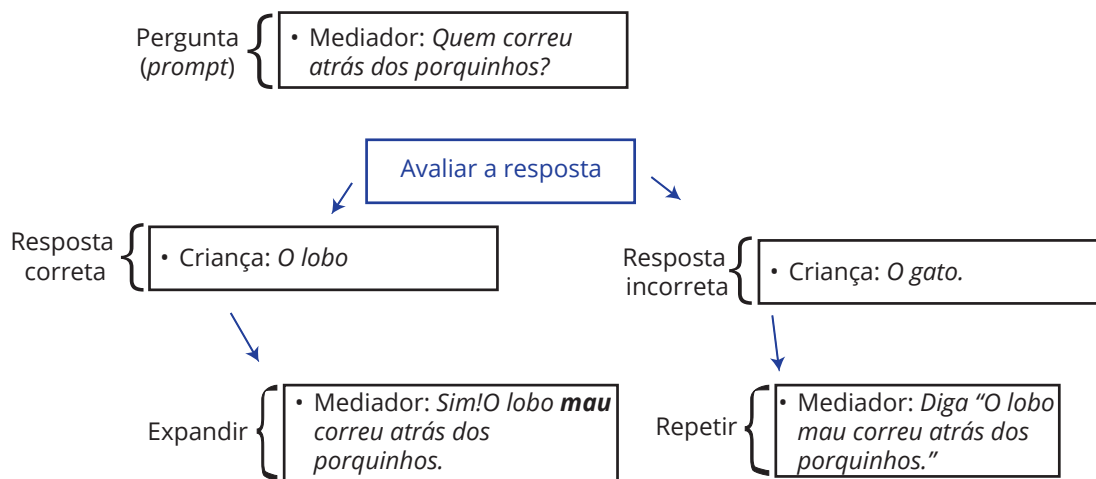 Pergunta
(prompt)
• Mediador: Quem correu
atrás dos porquinhos?
Avaliar a resposta
Resposta
correta
• Criança: O lobo
Resposta
incorreta
• Criança: O gato.
Expandir
• Mediador: Sim!O lobo mau
correu atrás dos
porquinhos.
Repetir
• Mediador: Diga “O lobo
mau correu atrás dos
porquinhos.”